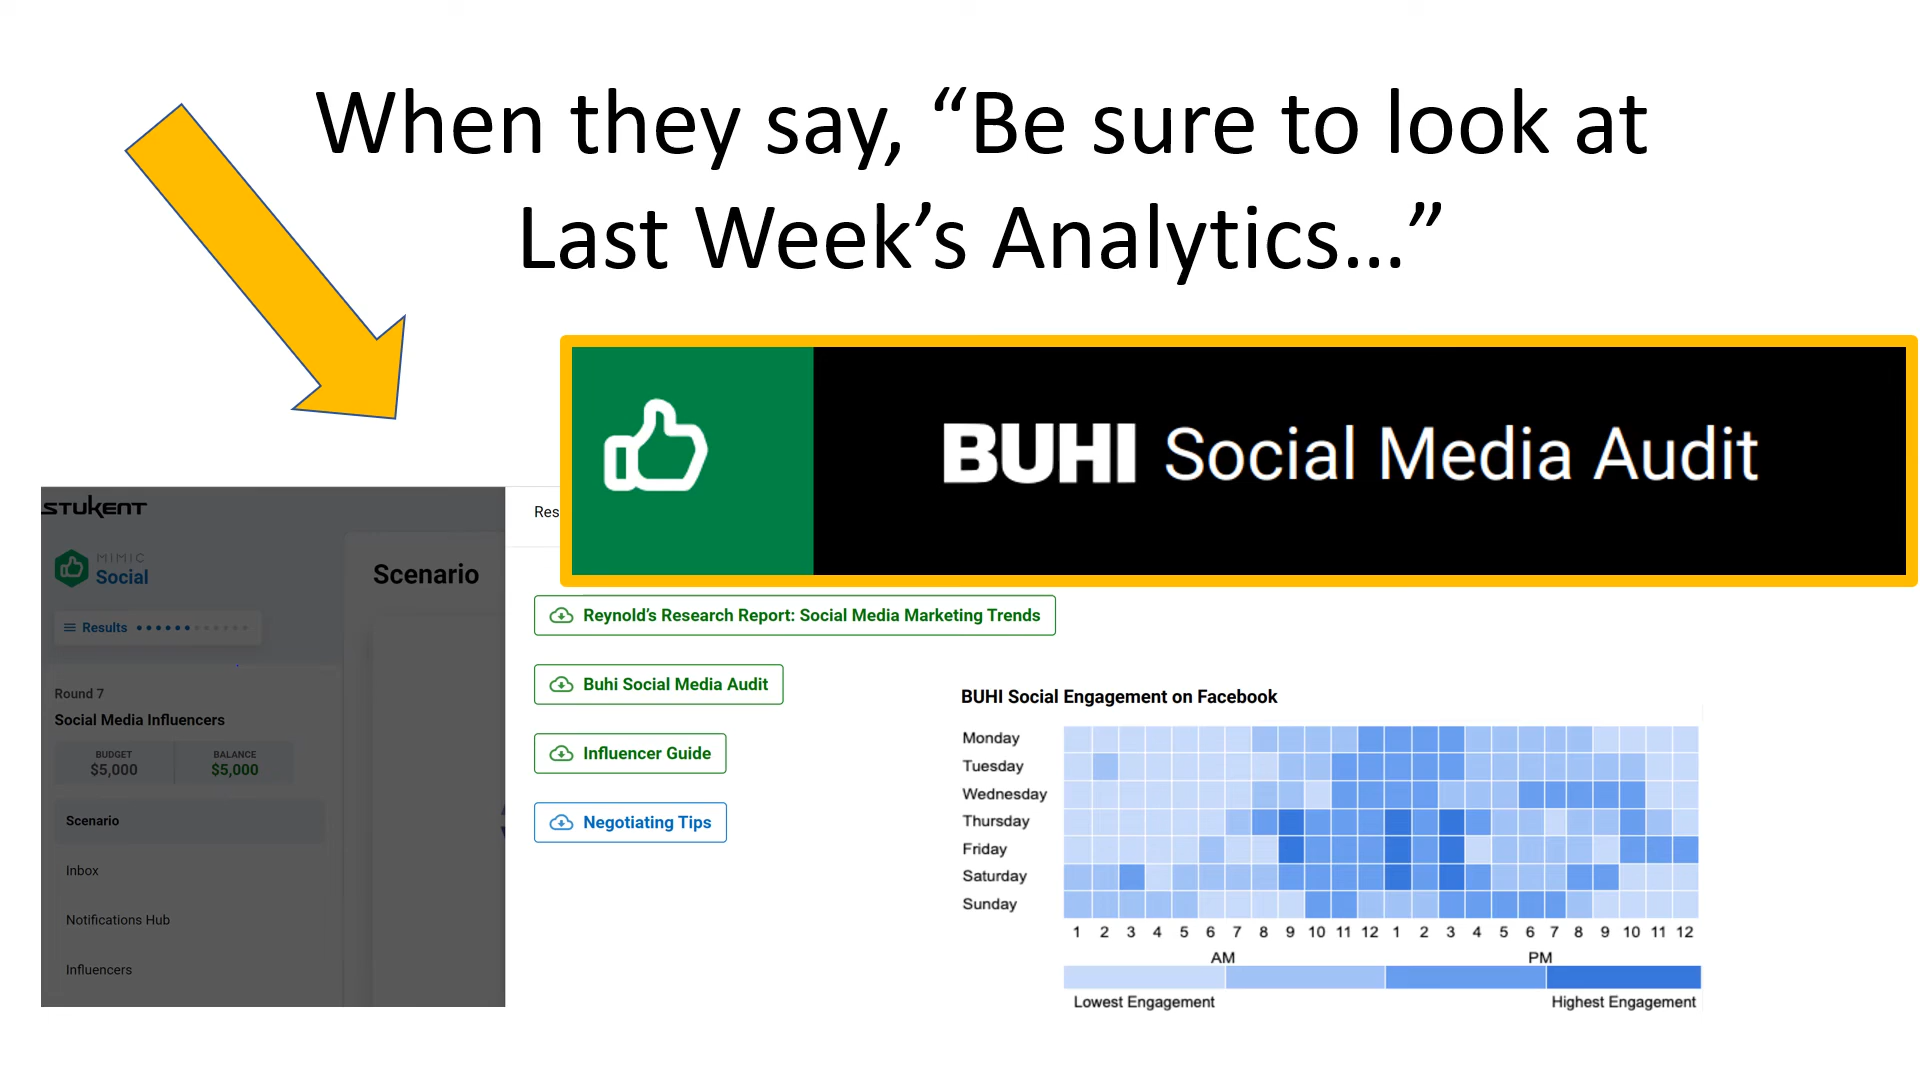 When they say, “Be sure to look at
Last Week’s Analytics…”
BUHI Social Media Audit
STUKENT
MIMIC
Social
Results
Round 7
Social Media Influencers
BUDGET
$5,000
BALANCE
$5,000
Scenario
Inbox
Notifications Hub
Influencers
Scenario
Res
Reynold’s Research Report: Social Media Marketing Trends
Buhi Social Media Audit
Influencer Guide
Negotiating Tips
BUHI Social Engagement on Facebook
Monday
Tuesday
Wednesday
Thursday
Friday
Saturday
Sunday
1 2 3 4 5 6 7 8 9 10 11 12 1 2 3 4 5 6 7 8 9 10 11 12
AM PM
Lowest Engagement Highest Engagement